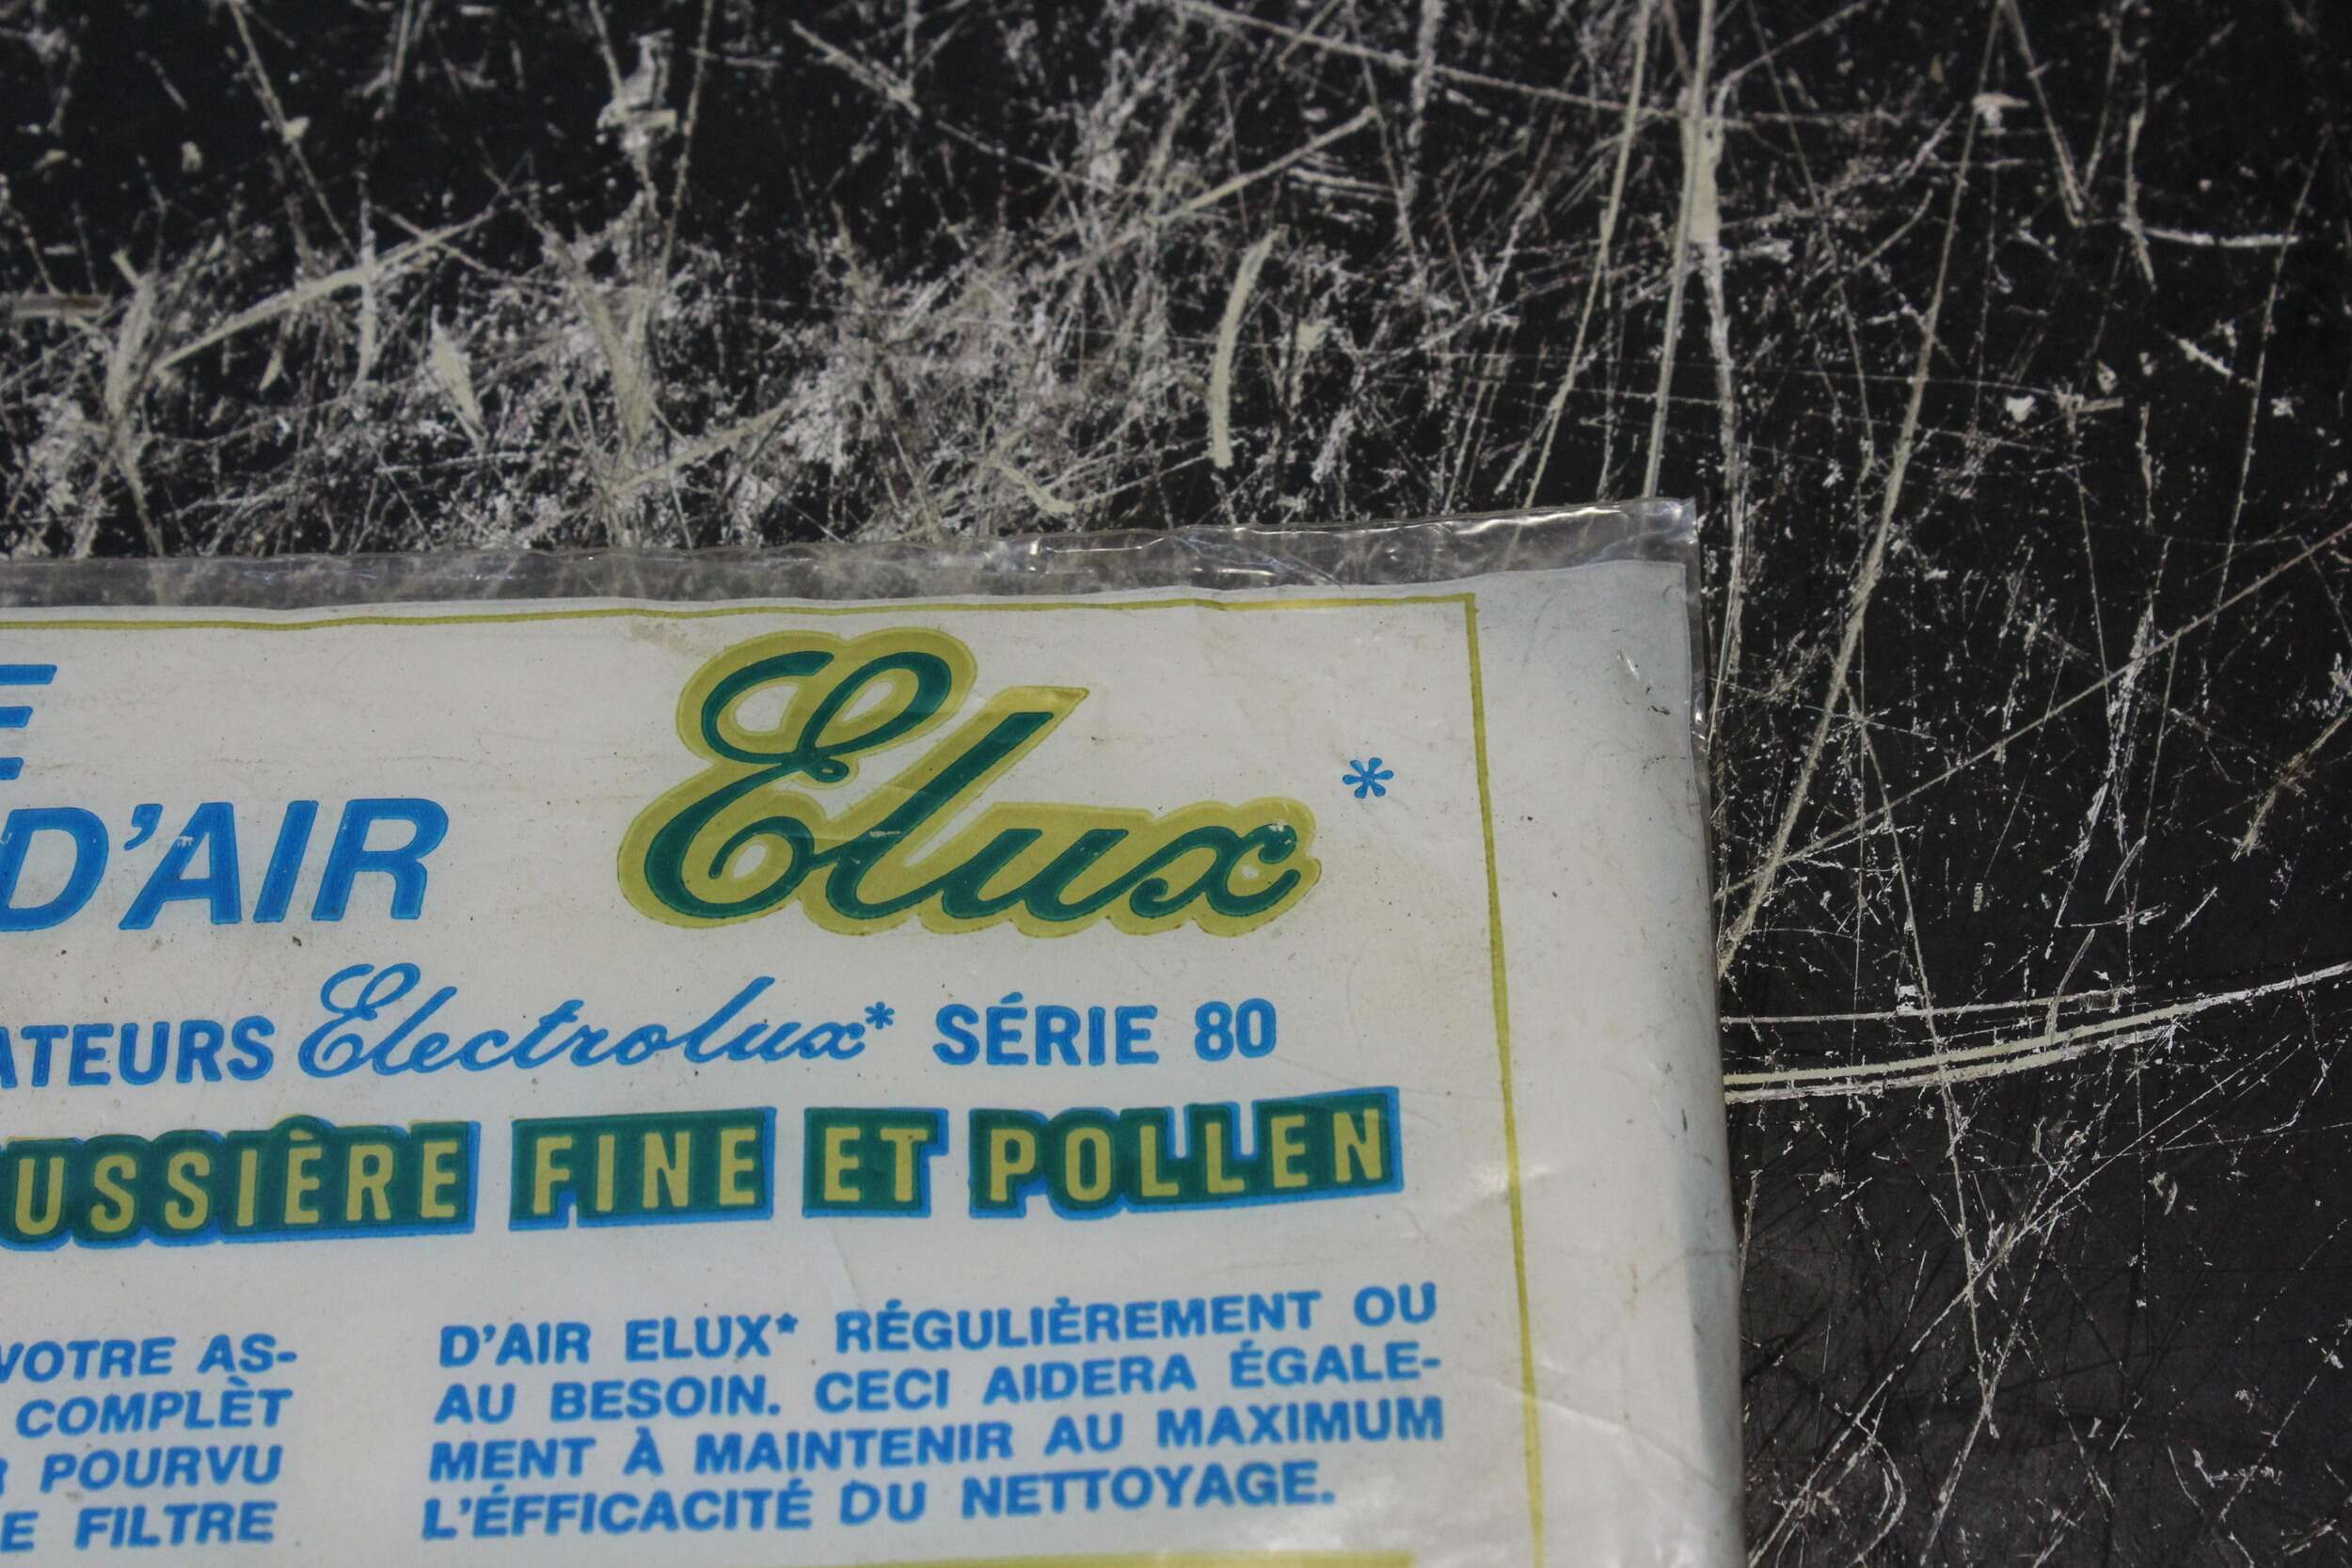 E
D'AIR
Elux*
ATEURS Electrolux* SÉRIE 80
USSIÈRE FINE ET POLLEN
VOTRE AS-
COMPLÈT
R POURVU
E FILTRE
D'AIR ELUX* RÉGULIÈREMENT OU
AU BESOIN. CECI AIDERA ÉGALE-
MENT À MAINTENIR AU MAXIMUM
L'ÉFFICACITÉ DU NETTOYAGE.